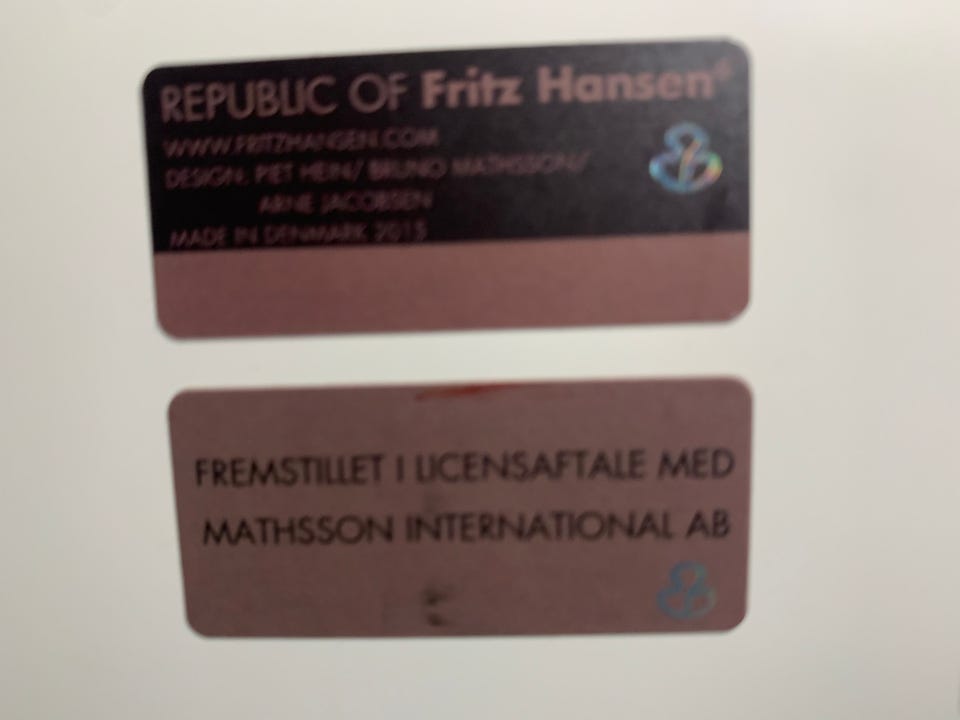 REPUBLIC OF Fritz Hansen®
WWW.FRITZHANSEN.COM
DESIGN: PIET HEIN/ BRUNO MATHSSON/
ARNE JACOBSEN
MADE IN DENMARK 2015
FREMSTILLET I LICENSAFTALE MED
MATHSSON INTERNATIONAL AB